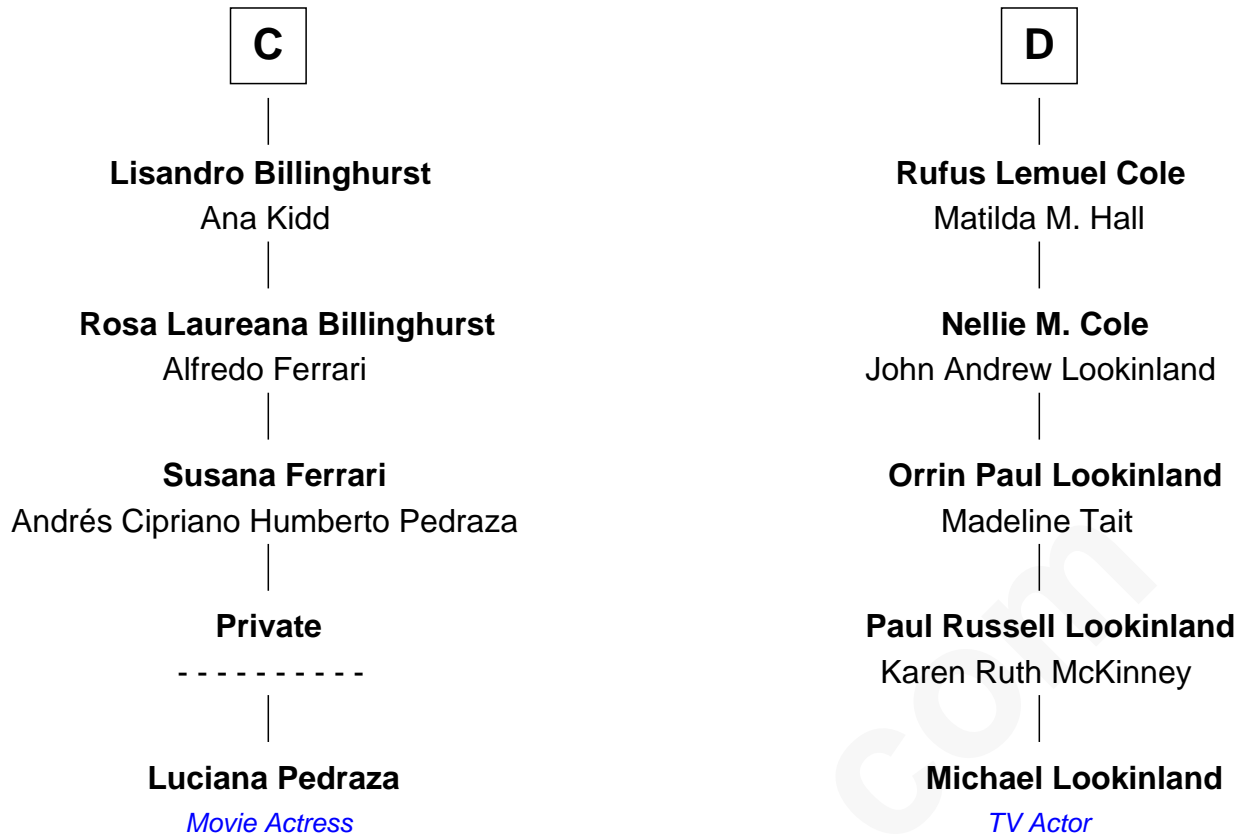 C
Lisandro Billinghurst
Ana Kidd
Rosa Laureana Billinghurst
Alfredo Ferrari
Susana Ferrari
Andrés Cipriano Humberto Pedraza
Private
- - - - - - - - - -
Luciana Pedraza
Movie Actress
D
Rufus Lemuel Cole
Matilda M. Hall
Nellie M. Cole
John Andrew Lookinland
Orrin Paul Lookinland
Madeline Tait
Paul Russell Lookinland
Karen Ruth McKinney
Michael Lookinland
TV Actor
com